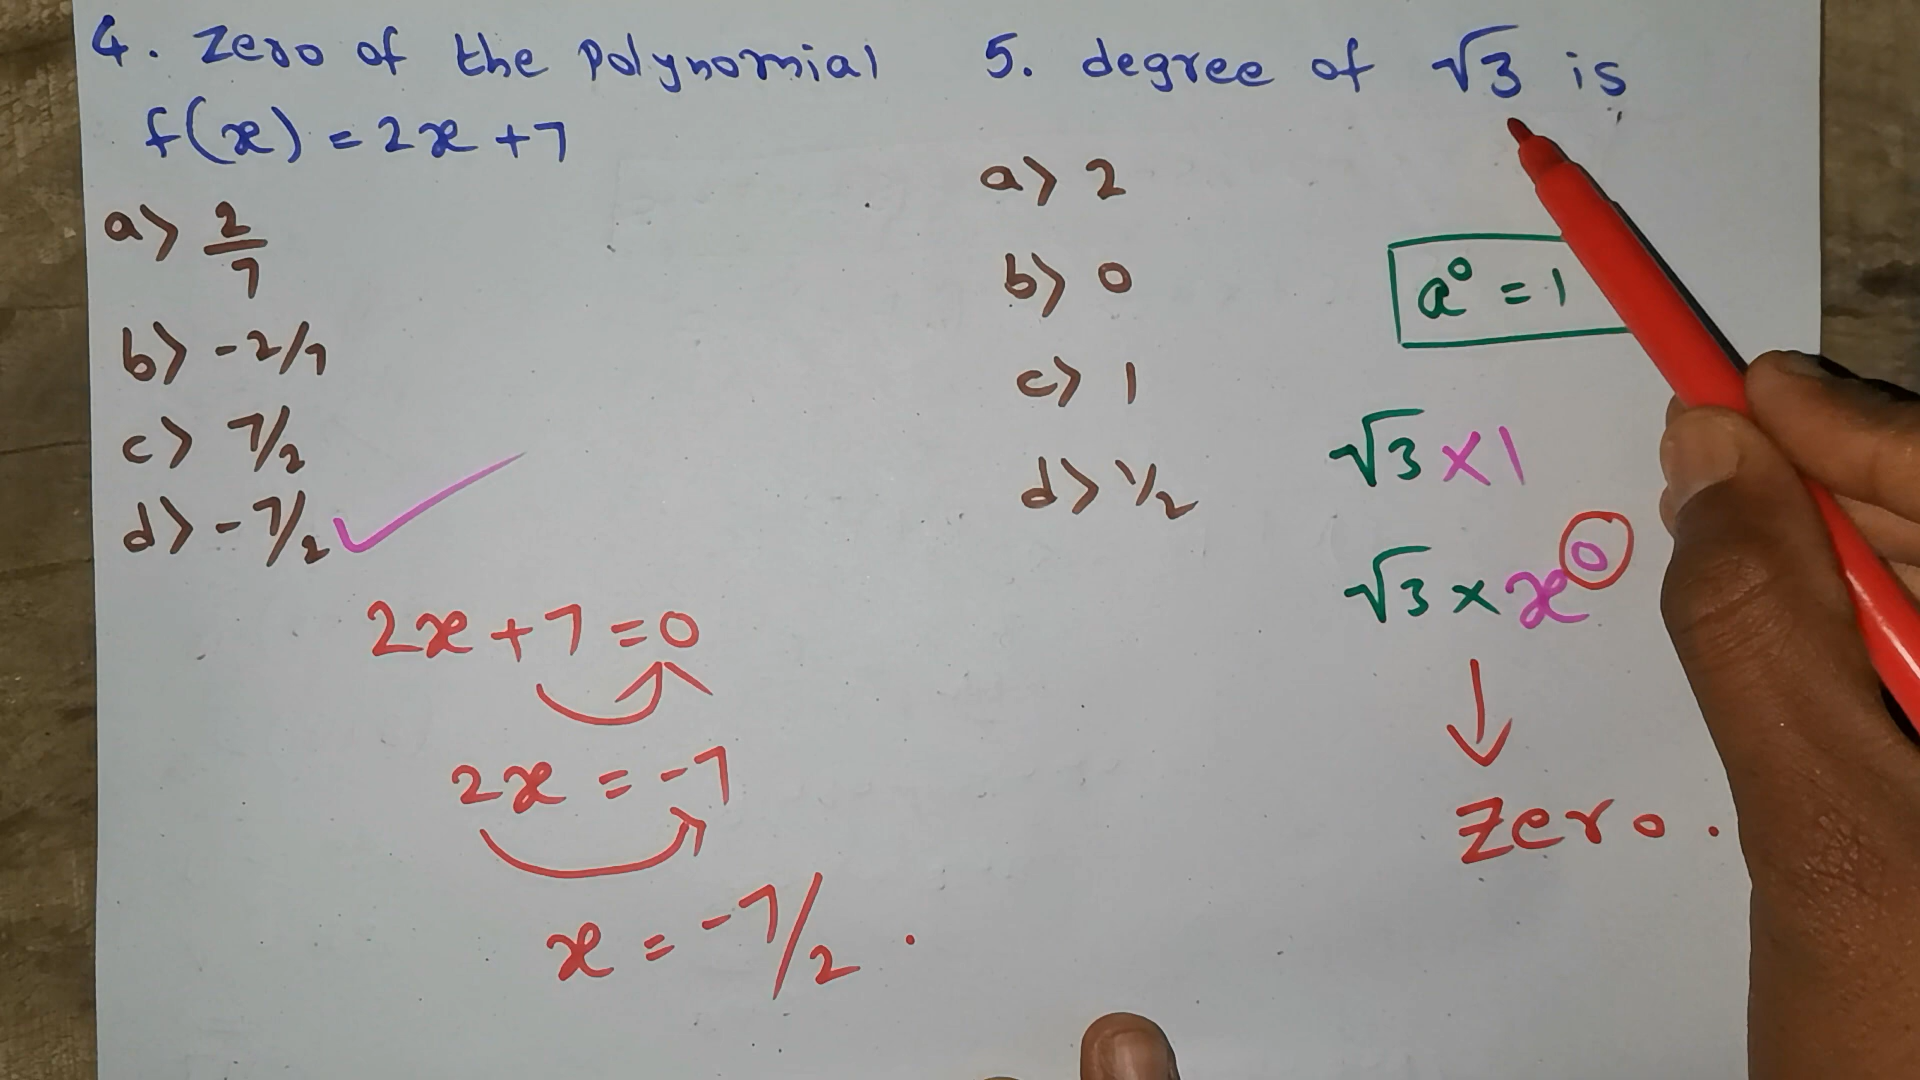 4. Zero of the Polynomial
f(x) = 2x + 7
a) 2/7
b) -2/7
c) 7/2
d) -7/2 ✓
2x + 7 = 0
2x = -7
x = -7/2 .
5. degree of √3 is
a) 2
b) 0
c) 1
d) 1/2
a⁰ = 1
√3 × 1
√3 × x⁰
↓
Zero.